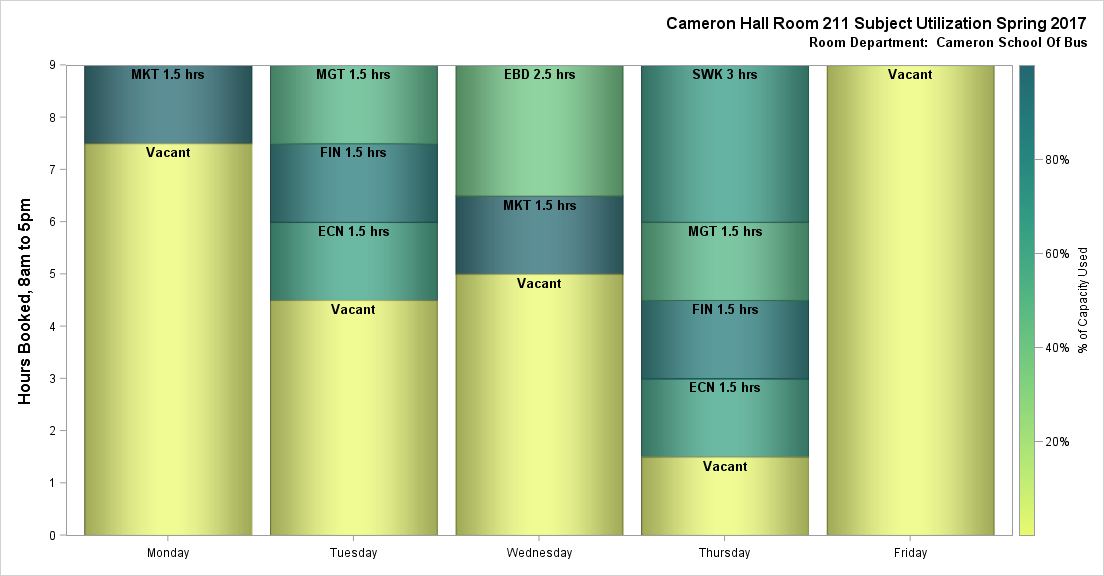 Cameron Hall Room 211 Subject Utilization Spring 2017
Room Department:  Cameron School Of Bus
Hours Booked, 8am to 5pm
9
8
7
6
5
4
3
2
1
0
MKT 1.5 hrs
Vacant
MGT 1.5 hrs
FIN 1.5 hrs
ECN 1.5 hrs
Vacant
EBD 2.5 hrs
MKT 1.5 hrs
Vacant
SWK 3 hrs
MGT 1.5 hrs
FIN 1.5 hrs
ECN 1.5 hrs
Vacant
Vacant
Monday
Tuesday
Wednesday
Thursday
Friday
80%
60%
40%
20%
% of Capacity Used